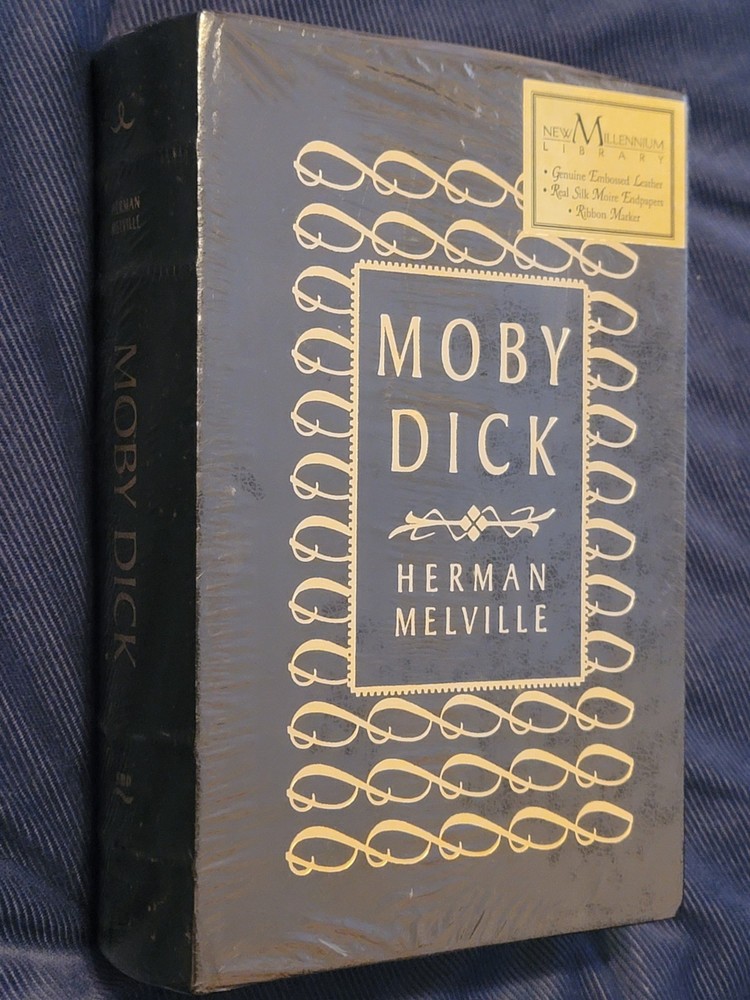 HERMAN
MELVILLE
MOBY DICK
NEW MILLENNIUM
LIBRARY
• Genuine Embossed Leather
• Real Silk Moire Endpapers
• Ribbon Marker
MOBY
DICK
HERMAN
MELVILLE